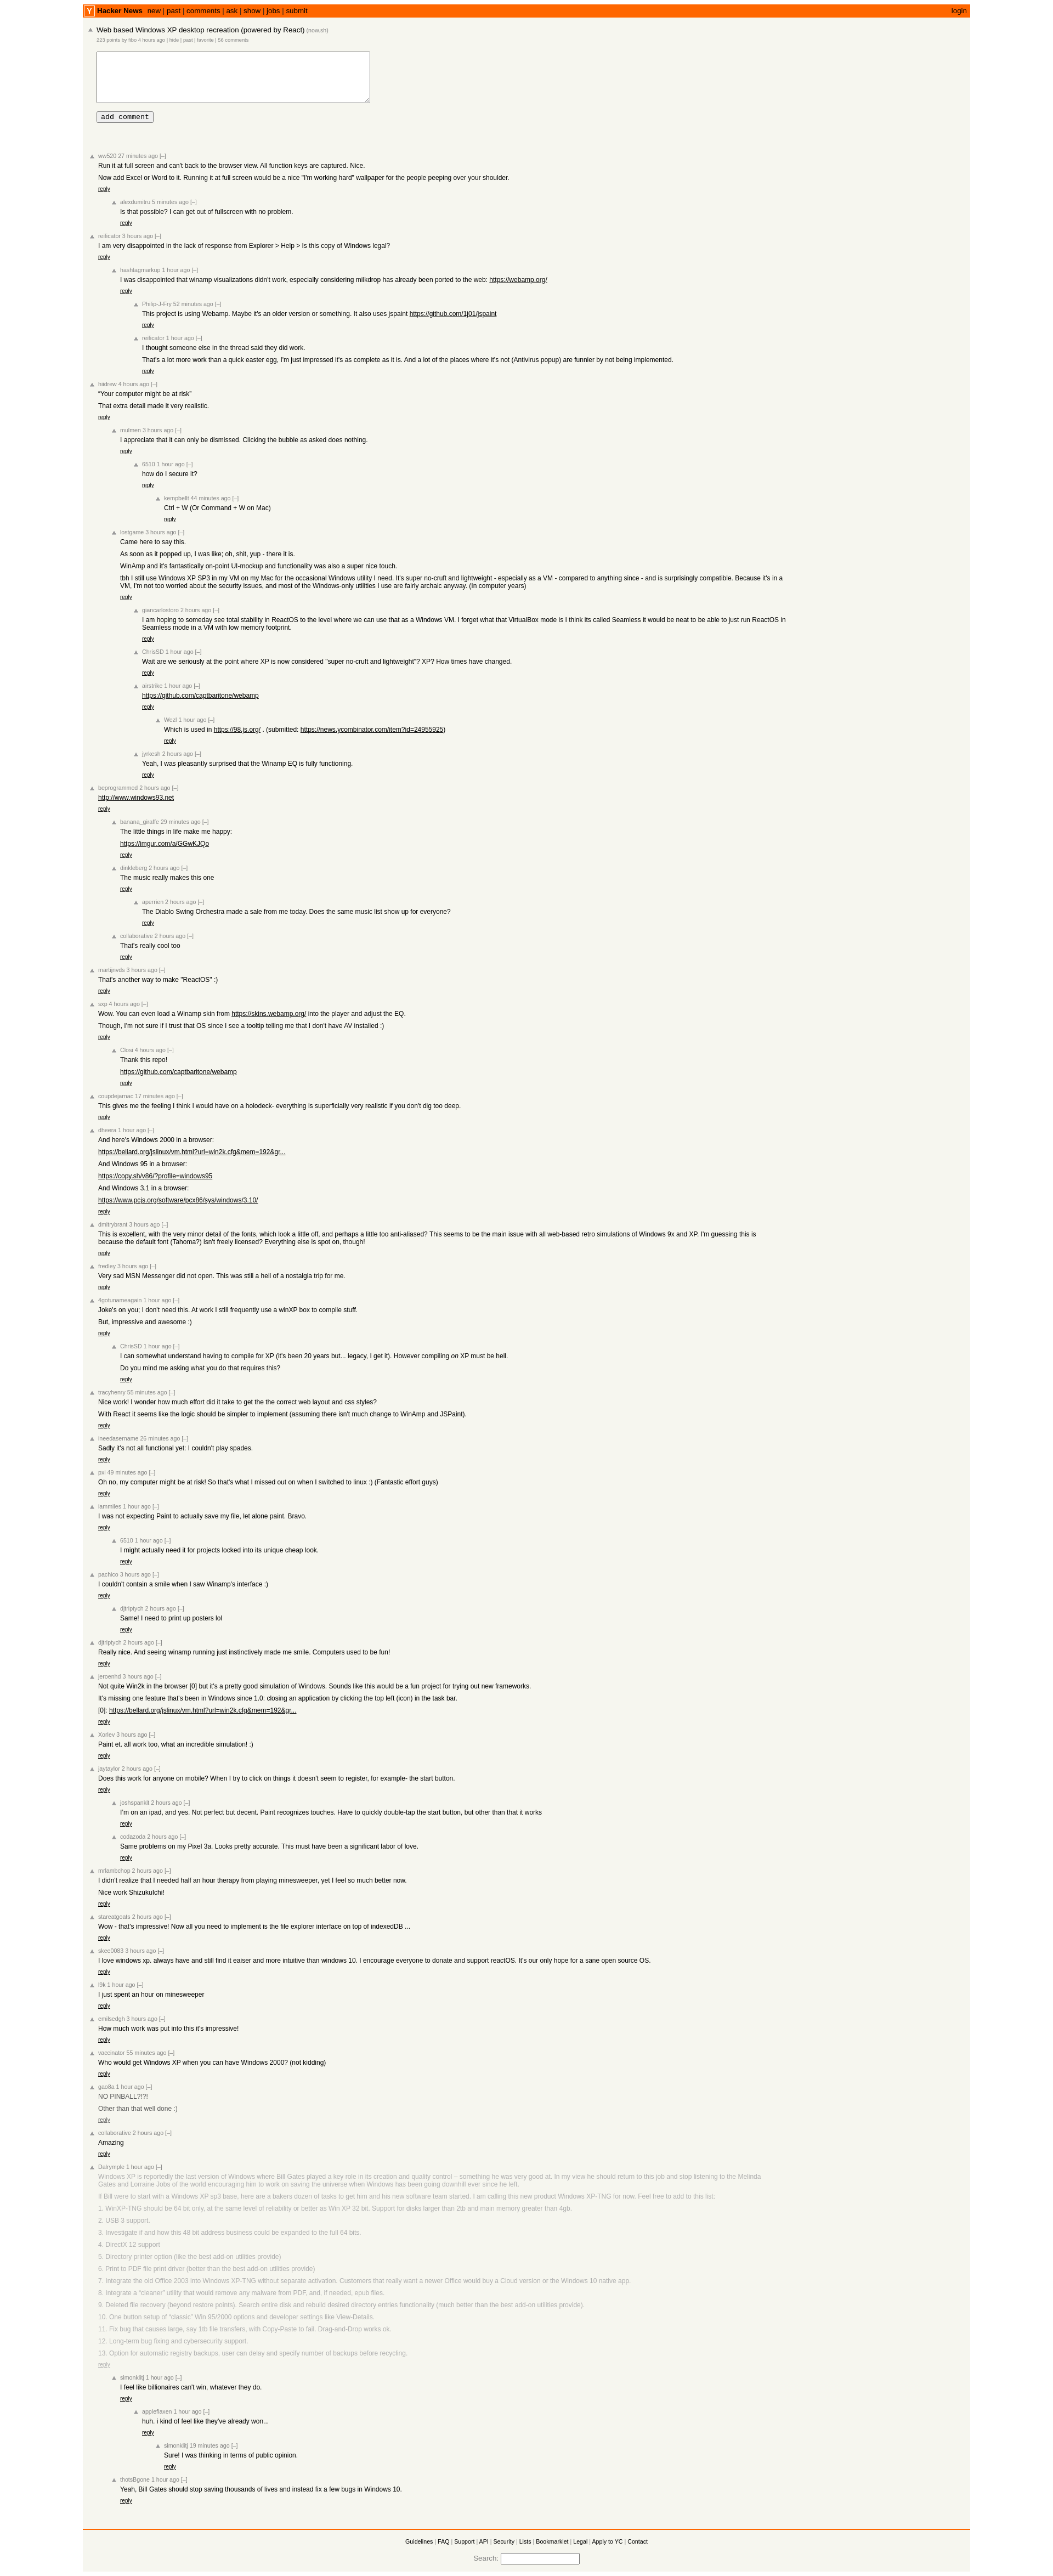 Y Hacker News new | past | comments | ask | show | jobs | submit login
Web based Windows XP desktop recreation (powered by React) (now.sh)
223 points by fibo 4 hours ago | hide | past | favorite | 56 comments
add comment
ww520 27 minutes ago [–]
Run it at full screen and can't back to the browser view. All function keys are captured. Nice.
Now add Excel or Word to it. Running it at full screen would be a nice "I'm working hard" wallpaper for the people peeping over your shoulder.
reply
alexdumitru 5 minutes ago [–]
Is that possible? I can get out of fullscreen with no problem.
reply
reificator 3 hours ago [–]
I am very disappointed in the lack of response from Explorer > Help > Is this copy of Windows legal?
reply
hashtagmarkup 1 hour ago [–]
I was disappointed that winamp visualizations didn't work, especially considering milkdrop has already been ported to the web: https://webamp.org/
reply
Philip-J-Fry 52 minutes ago [–]
This project is using Webamp. Maybe it's an older version or something. It also uses jspaint https://github.com/1j01/jspaint
reply
reificator 1 hour ago [–]
I thought someone else in the thread said they did work.
That's a lot more work than a quick easter egg, I'm just impressed it's as complete as it is. And a lot of the places where it's not (Antivirus popup) are funnier by not being implemented.
reply
hildrew 4 hours ago [–]
“Your computer might be at risk”
That extra detail made it very realistic.
reply
mulmen 3 hours ago [–]
I appreciate that it can only be dismissed. Clicking the bubble as asked does nothing.
reply
6510 1 hour ago [–]
how do I secure it?
reply
kempbellt 44 minutes ago [–]
Ctrl + W (Or Command + W on Mac)
reply
lostgame 3 hours ago [–]
Came here to say this.
As soon as it popped up, I was like; oh, shit, yup - there it is.
WinAmp and it's fantastically on-point UI-mockup and functionality was also a super nice touch.
tbh I still use Windows XP SP3 in my VM on my Mac for the occasional Windows utility I need. It's super no-cruft and lightweight - especially as a VM - compared to anything since - and is surprisingly compatible. Because it's in a
VM, I'm not too worried about the security issues, and most of the Windows-only utilities I use are fairly archaic anyway. (In computer years)
reply
giancarlostoro 2 hours ago [–]
I am hoping to someday see total stability in ReactOS to the level where we can use that as a Windows VM. I forget what that VirtualBox mode is I think its called Seamless it would be neat to be able to just run ReactOS in
Seamless mode in a VM with low memory footprint.
reply
ChrisSD 1 hour ago [–]
Wait are we seriously at the point where XP is now considered "super no-cruft and lightweight"? XP? How times have changed.
reply
airstrike 1 hour ago [–]
https://github.com/captbaritone/webamp
reply
Wezl 1 hour ago [–]
Which is used in https://98.js.org/ . (submitted: https://news.ycombinator.com/item?id=24955925)
reply
jyrkesh 2 hours ago [–]
Yeah, I was pleasantly surprised that the Winamp EQ is fully functioning.
reply
beprogrammed 2 hours ago [–]
http://www.windows93.net
reply
banana_giraffe 29 minutes ago [–]
The little things in life make me happy:
https://imgur.com/a/GGwKJQo
reply
dinkleberg 2 hours ago [–]
The music really makes this one
reply
aperrien 2 hours ago [–]
The Diablo Swing Orchestra made a sale from me today. Does the same music list show up for everyone?
reply
collaborative 2 hours ago [–]
That's really cool too
reply
martijnvds 3 hours ago [–]
That's another way to make "ReactOS" :)
reply
sxp 4 hours ago [–]
Wow. You can even load a Winamp skin from https://skins.webamp.org/ into the player and adjust the EQ.
Though, I'm not sure if I trust that OS since I see a tooltip telling me that I don't have AV installed :)
reply
Closi 4 hours ago [–]
Thank this repo!
https://github.com/captbaritone/webamp
reply
coupdejarnac 17 minutes ago [–]
This gives me the feeling I think I would have on a holodeck- everything is superficially very realistic if you don't dig too deep.
reply
dheera 1 hour ago [–]
And here's Windows 2000 in a browser:
https://bellard.org/jslinux/vm.html?url=win2k.cfg&mem=192&gr...
And Windows 95 in a browser:
https://copy.sh/v86/?profile=windows95
And Windows 3.1 in a browser:
https://www.pcjs.org/software/pcx86/sys/windows/3.10/
reply
dmitrybrant 3 hours ago [–]
This is excellent, with the very minor detail of the fonts, which look a little off, and perhaps a little too anti-aliased? This seems to be the main issue with all web-based retro simulations of Windows 9x and XP. I'm guessing this is
because the default font (Tahoma?) isn't freely licensed? Everything else is spot on, though!
reply
fredley 3 hours ago [–]
Very sad MSN Messenger did not open. This was still a hell of a nostalgia trip for me.
reply
4gotunameagain 1 hour ago [–]
Joke's on you; I don't need this. At work I still frequently use a winXP box to compile stuff.
But, impressive and awesome :)
reply
ChrisSD 1 hour ago [–]
I can somewhat understand having to compile for XP (it's been 20 years but... legacy, I get it). However compiling on XP must be hell.
Do you mind me asking what you do that requires this?
reply
tracyhenry 55 minutes ago [–]
Nice work! I wonder how much effort did it take to get the the correct web layout and css styles?
With React it seems like the logic should be simpler to implement (assuming there isn't much change to WinAmp and JSPaint).
reply
ineedasername 26 minutes ago [–]
Sadly it's not all functional yet: I couldn't play spades.
reply
pvi 49 minutes ago [–]
Oh no, my computer might be at risk! So that's what I missed out on when I switched to linux :) (Fantastic effort guys)
reply
iammiles 1 hour ago [–]
I was not expecting Paint to actually save my file, let alone paint. Bravo.
reply
6510 1 hour ago [–]
I might actually need it for projects locked into its unique cheap look.
reply
pachico 3 hours ago [–]
I couldn't contain a smile when I saw Winamp's interface :)
reply
djtriptych 2 hours ago [–]
Same! I need to print up posters lol
reply
djtriptych 2 hours ago [–]
Really nice. And seeing winamp running just instinctively made me smile. Computers used to be fun!
reply
jeroenhd 3 hours ago [–]
Not quite Win2k in the browser [0] but it's a pretty good simulation of Windows. Sounds like this would be a fun project for trying out new frameworks.
It's missing one feature that's been in Windows since 1.0: closing an application by clicking the top left (icon) in the task bar.
[0]: https://bellard.org/jslinux/vm.html?url=win2k.cfg&mem=192&gr...
reply
Xorlev 3 hours ago [–]
Paint et. all work too, what an incredible simulation! :)
reply
jaytaylor 2 hours ago [–]
Does this work for anyone on mobile? When I try to click on things it doesn't seem to register, for example- the start button.
reply
joshspankit 2 hours ago [–]
I'm on an ipad, and yes. Not perfect but decent. Paint recognizes touches. Have to quickly double-tap the start button, but other than that it works
reply
codazoda 2 hours ago [–]
Same problems on my Pixel 3a. Looks pretty accurate. This must have been a significant labor of love.
reply
mrlambchop 2 hours ago [–]
I didn't realize that I needed half an hour therapy from playing minesweeper, yet I feel so much better now.
Nice work ShizukuIchi!
reply
stareatgoats 2 hours ago [–]
Wow - that's impressive! Now all you need to implement is the file explorer interface on top of indexedDB ...
reply
skee0083 3 hours ago [–]
I love windows xp. always have and still find it eaiser and more intuitive than windows 10. I encourage everyone to donate and support reactOS. It's our only hope for a sane open source OS.
reply
f9k 1 hour ago [–]
I just spent an hour on minesweeper
reply
emilsedgh 3 hours ago [–]
How much work was put into this it's impressive!
reply
vaccinator 55 minutes ago [–]
Who would get Windows XP when you can have Windows 2000? (not kidding)
reply
gao8a 1 hour ago [–]
NO PINBALL?!?!
Other than that well done :)
reply
collaborative 2 hours ago [–]
Amazing
reply
Dalrymple 1 hour ago [–]
Windows XP is reportedly the last version of Windows where Bill Gates played a key role in its creation and quality control – something he was very good at. In my view he should return to this job and stop listening to the Melinda
Gates and Lorraine Jobs of the world encouraging him to work on saving the universe when Windows has been going downhill ever since he left.
If Bill were to start with a Windows XP sp3 base, here are a bakers dozen of tasks to get him and his new software team started. I am calling this new product Windows XP-TNG for now. Feel free to add to this list:
1. WinXP-TNG should be 64 bit only, at the same level of reliability or better as Win XP 32 bit. Support for disks larger than 2tb and main memory greater than 4gb.
2. USB 3 support.
3. Investigate if and how this 48 bit address business could be expanded to the full 64 bits.
4. DirectX 12 support
5. Directory printer option (like the best add-on utilities provide)
6. Print to PDF file print driver (better than the best add-on utilities provide)
7. Integrate the old Office 2003 into Windows XP-TNG without separate activation. Customers that really want a newer Office would buy a Cloud version or the Windows 10 native app.
8. Integrate a “cleaner” utility that would remove any malware from PDF, and, if needed, epub files.
9. Deleted file recovery (beyond restore points). Search entire disk and rebuild desired directory entries functionality (much better than the best add-on utilities provide).
10. One button setup of “classic” Win 95/2000 options and developer settings like View-Details.
11. Fix bug that causes large, say 1tb file transfers, with Copy-Paste to fail. Drag-and-Drop works ok.
12. Long-term bug fixing and cybersecurity support.
13. Option for automatic registry backups, user can delay and specify number of backups before recycling.
reply
simonklitj 1 hour ago [–]
I feel like billionaires can't win, whatever they do.
reply
appleflaxen 1 hour ago [–]
huh. i kind of feel like they've already won...
reply
simonklitj 19 minutes ago [–]
Sure! I was thinking in terms of public opinion.
reply
thotsBgone 1 hour ago [–]
Yeah, Bill Gates should stop saving thousands of lives and instead fix a few bugs in Windows 10.
reply
Guidelines | FAQ | Support | API | Security | Lists | Bookmarklet | Legal | Apply to YC | Contact
Search: